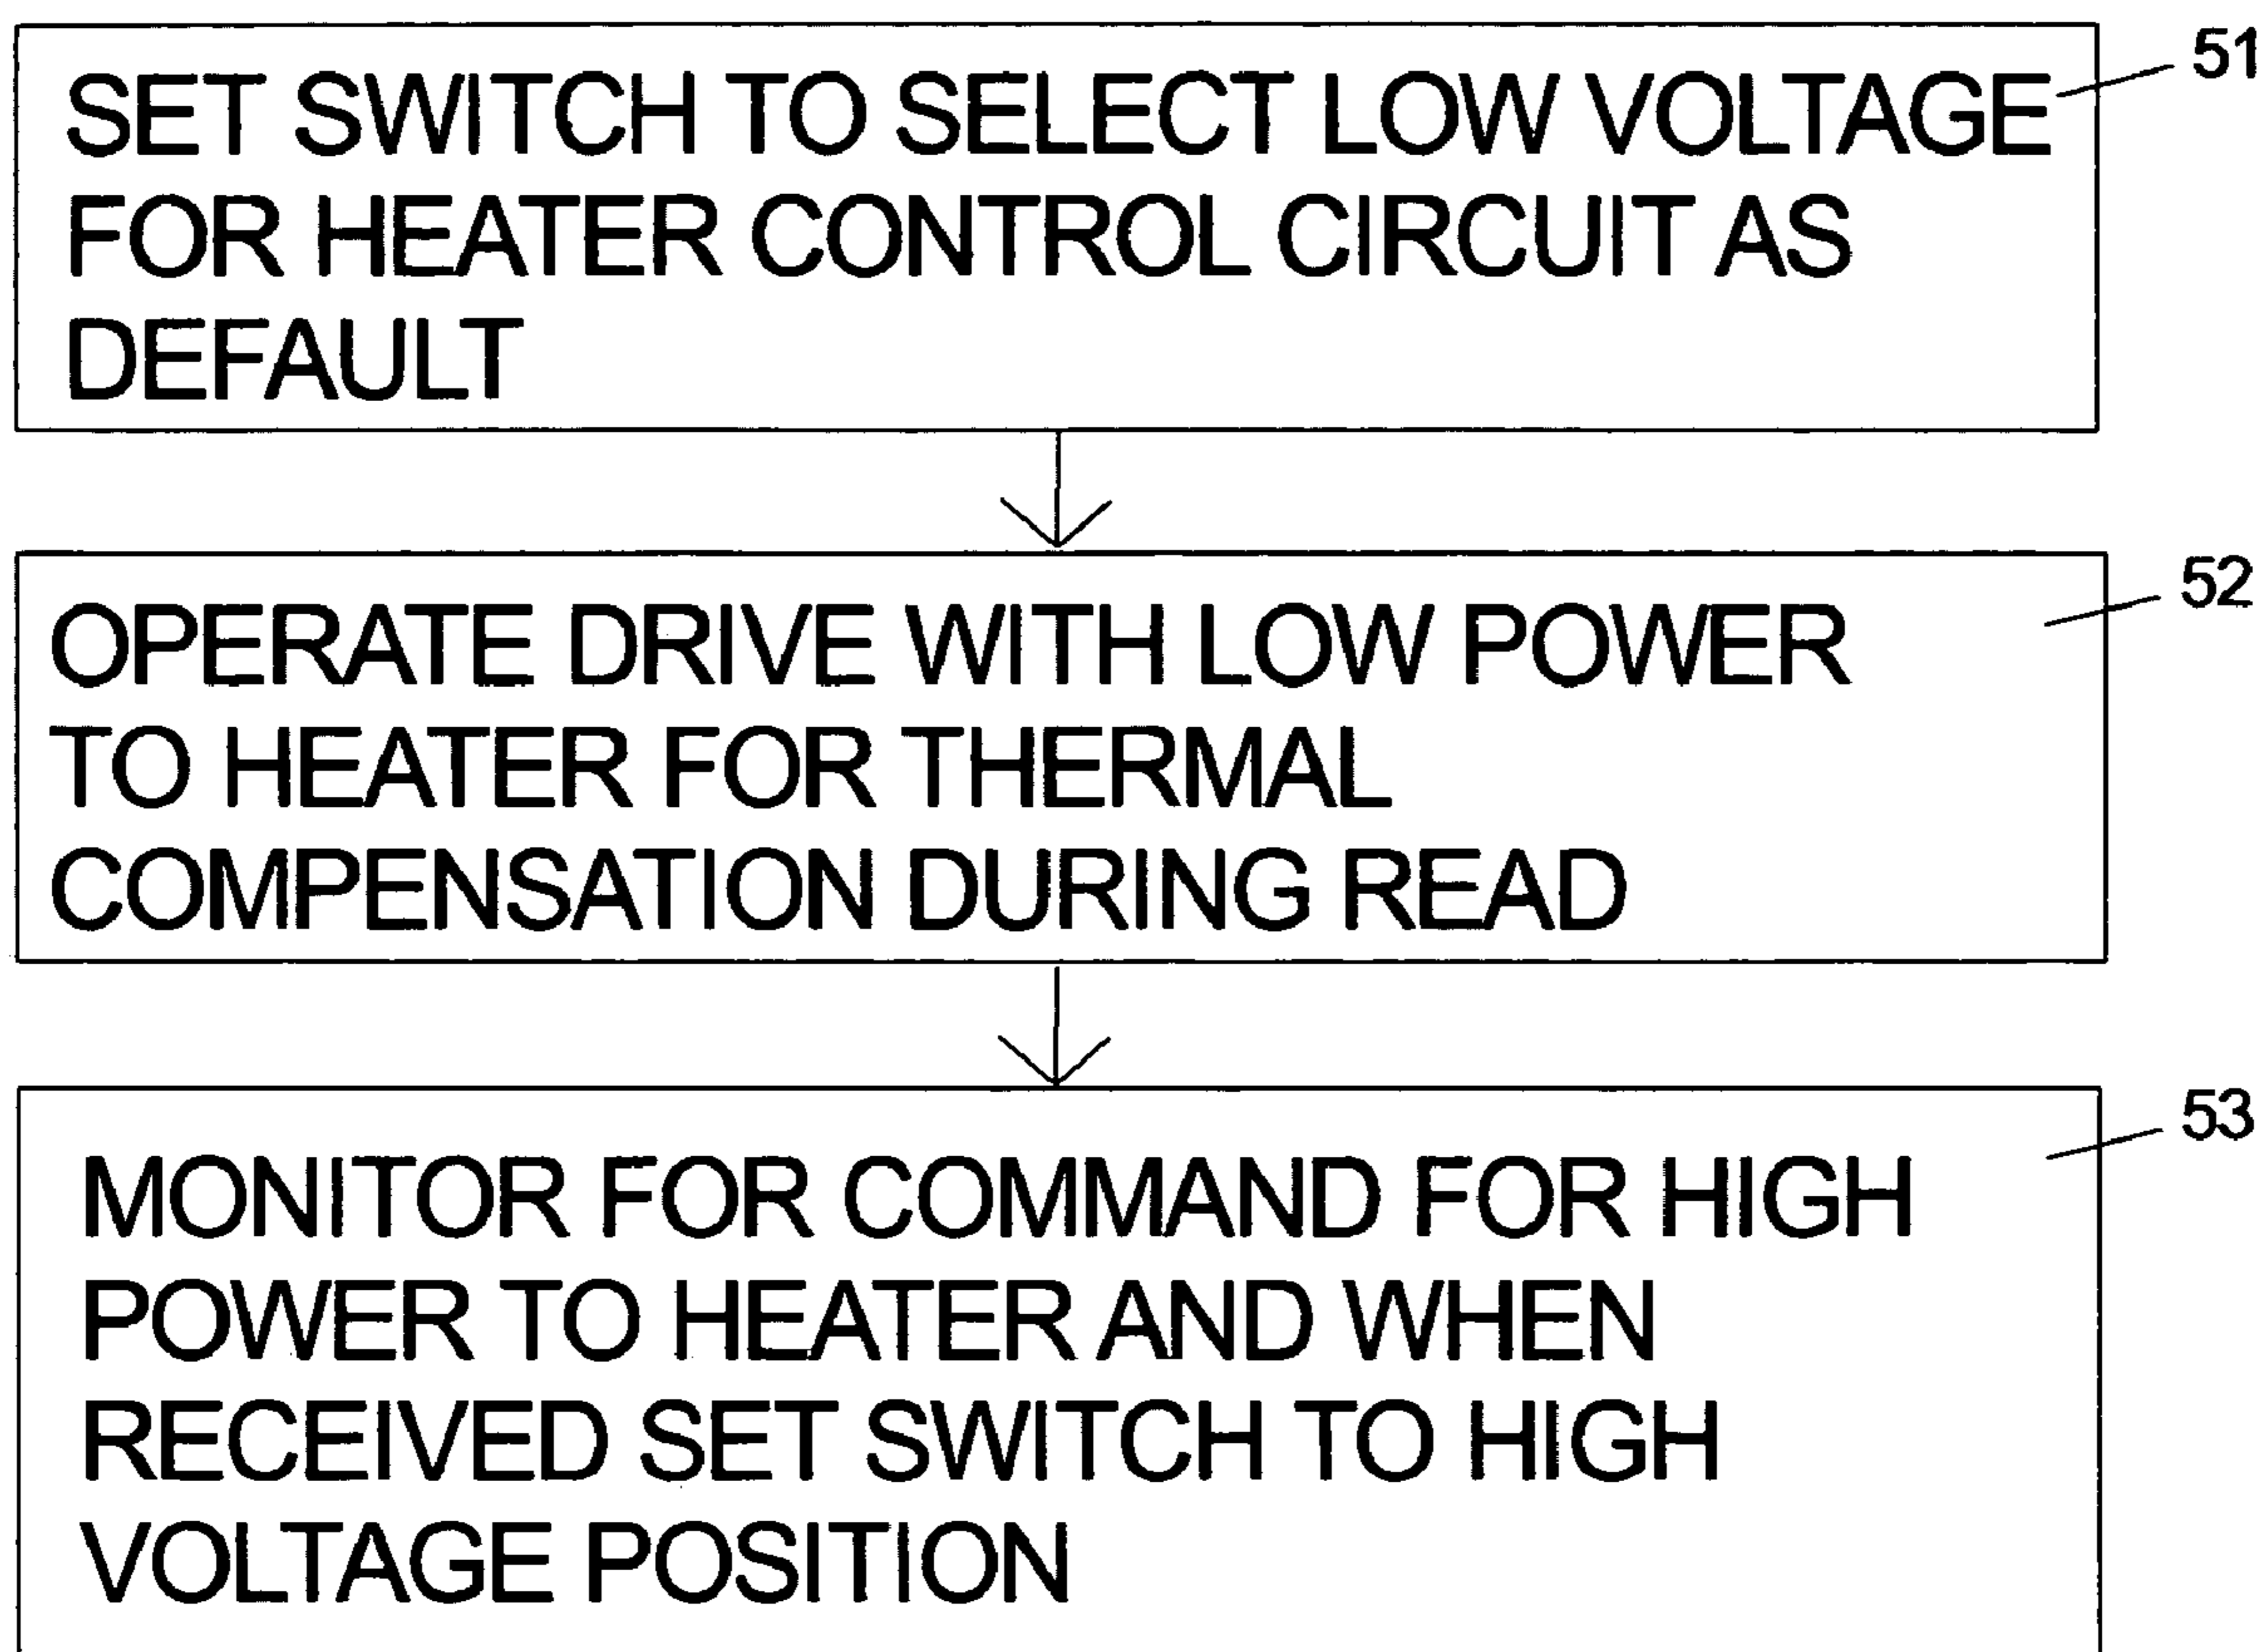 51
SET SWITCH TO SELECT LOW VOLTAGE
FOR HEATER CONTROL CIRCUIT AS
DEFAULT
52
OPERATE DRIVE WITH LOW POWER
TO HEATER FOR THERMAL
COMPENSATION DURING READ
53
MONITOR FOR COMMAND FOR HIGH
POWER TO HEATER AND WHEN
RECEIVED SET SWITCH TO HIGH
VOLTAGE POSITION